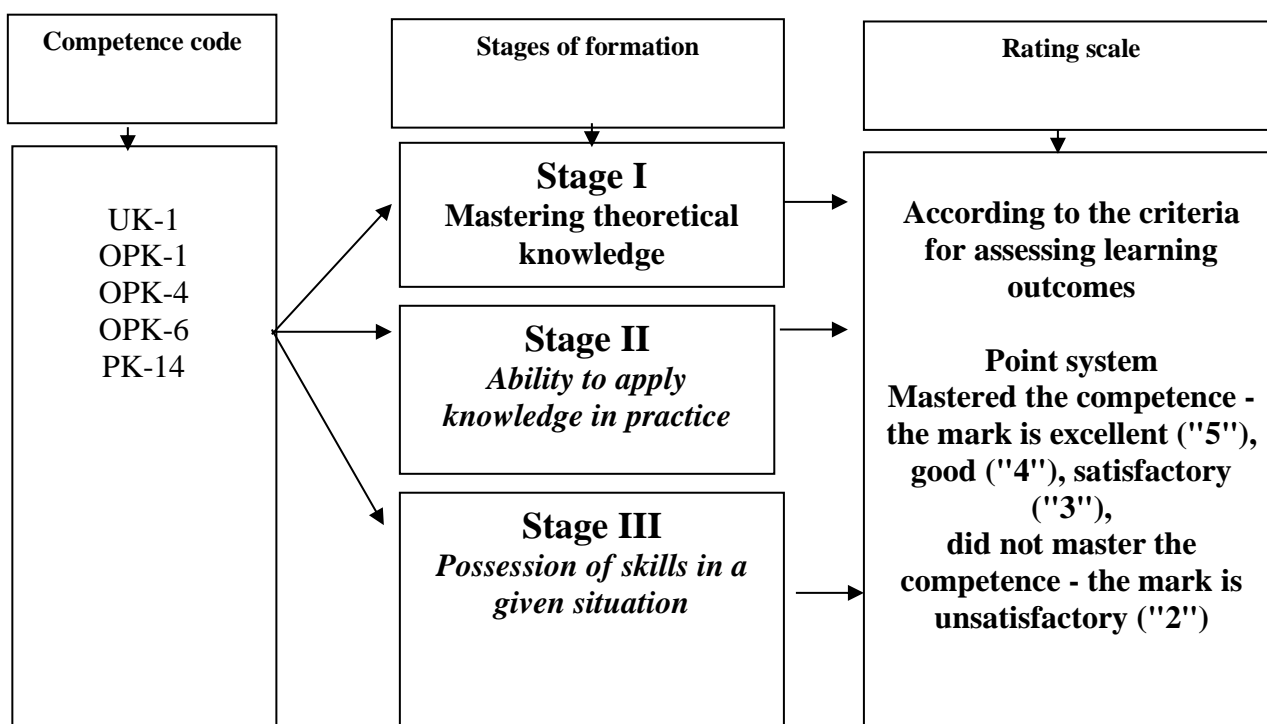 Competence code
Stages of formation
Rating scale
UK-1
OPK-1
OPK-4
OPK-6
PK-14
Stage I
Mastering theoretical
knowledge
Stage II
Ability to apply
knowledge in practice
Stage III
Possession of skills in a
given situation
According to the criteria
for assessing learning
outcomes
Point system
Mastered the competence -
the mark is excellent ("5"),
good ("4"), satisfactory
("3"),
did not master the
competence - the mark is
unsatisfactory ("2")